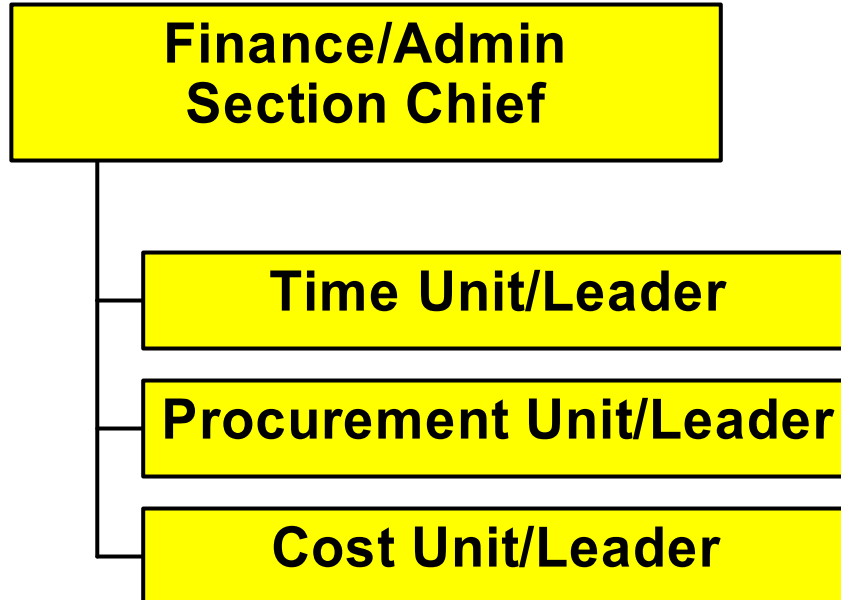 Finance/Admin
Section Chief
Time Unit/Leader
Procurement Unit/Leader
Cost Unit/Leader